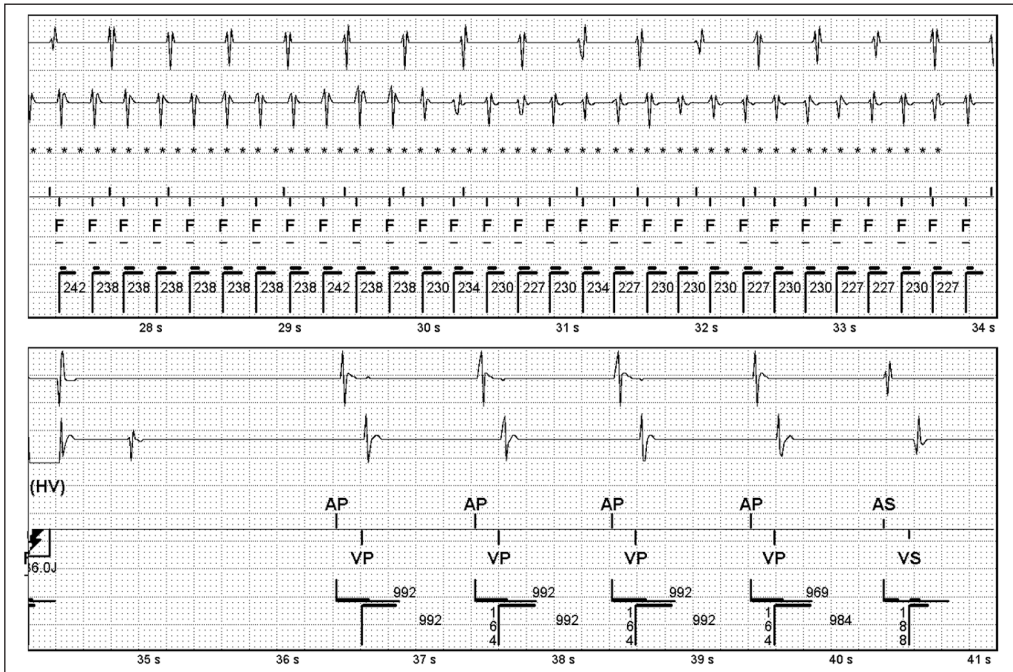 * * * * * * * * * * * * * * * * * * * * * * * * * * * * * * * * * * * * * * * * * * * * * * * * * * * * * * * * *
F F F F F F F F F F F F F F F F F F F F F F F F F F F F F
242 238 238 238 238 238 238 238 242 238 238 230 234 230 227 230 234 227 230 230 230 227 230 230 227 227 230 227
28 s 29 s 30 s 31 s 32 s 33 s 34 s
(HV)
AP AP AP AP AS
VP VP VP VP VS
6.0J
992 992 992 969
992 992 992 984
164 164 164 188
35 s 36 s 37 s 38 s 39 s 40 s 41 s